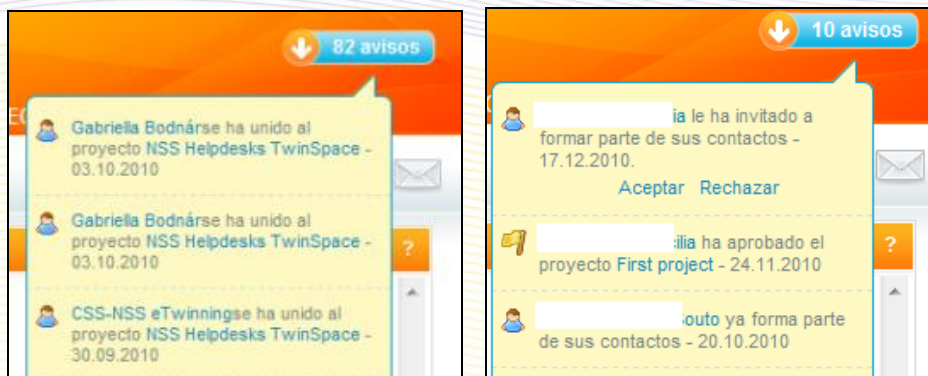 82 avisos
Gabriella Bodnárse ha unido al
proyecto NSS Helpdesks TwinSpace -
03.10.2010
Gabriella Bodnárse ha unido al
proyecto NSS Helpdesks TwinSpace -
03.10.2010
CSS-NSS eTwinningse ha unido al
proyecto NSS Helpdesks TwinSpace -
30.09.2010
?
10 avisos
ia le ha invitado a
formar parte de sus contactos -
17.12.2010.
Aceptar Rechazar
cilia ha aprobado el
proyecto First project - 24.11.2010
Souto ya forma parte
de sus contactos - 20.10.2010
?